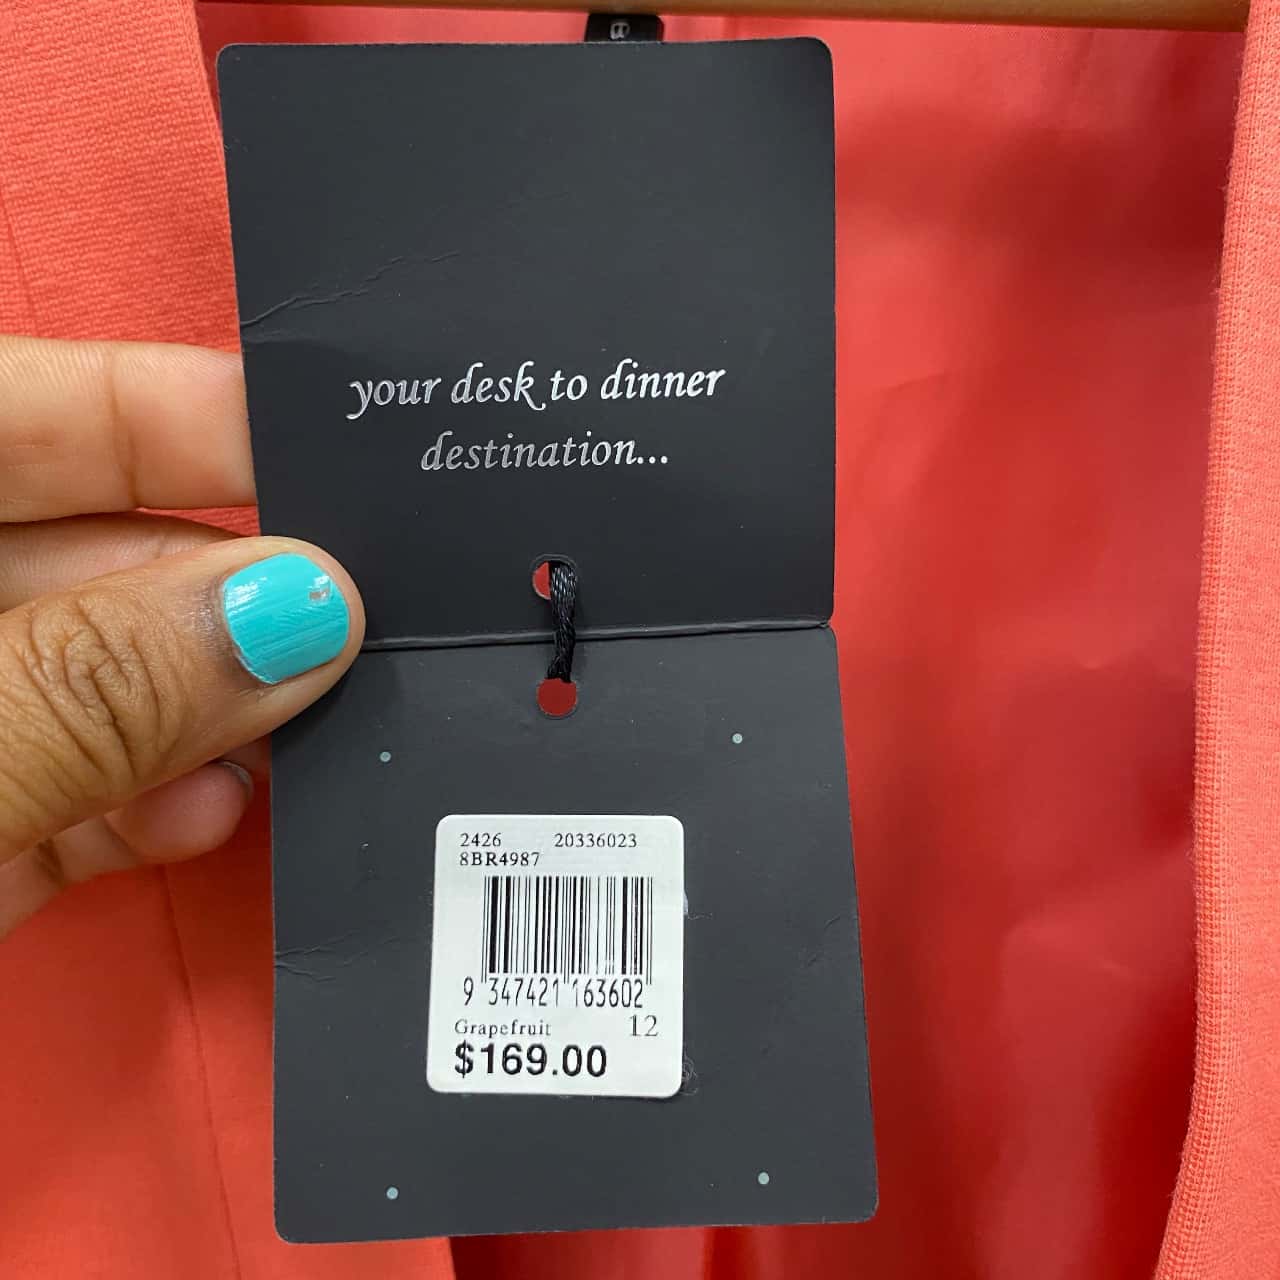 B
your desk to dinner
destination...
2426 20336023
8BR4987
9 347421 163602
Grapefruit 12
$169.00